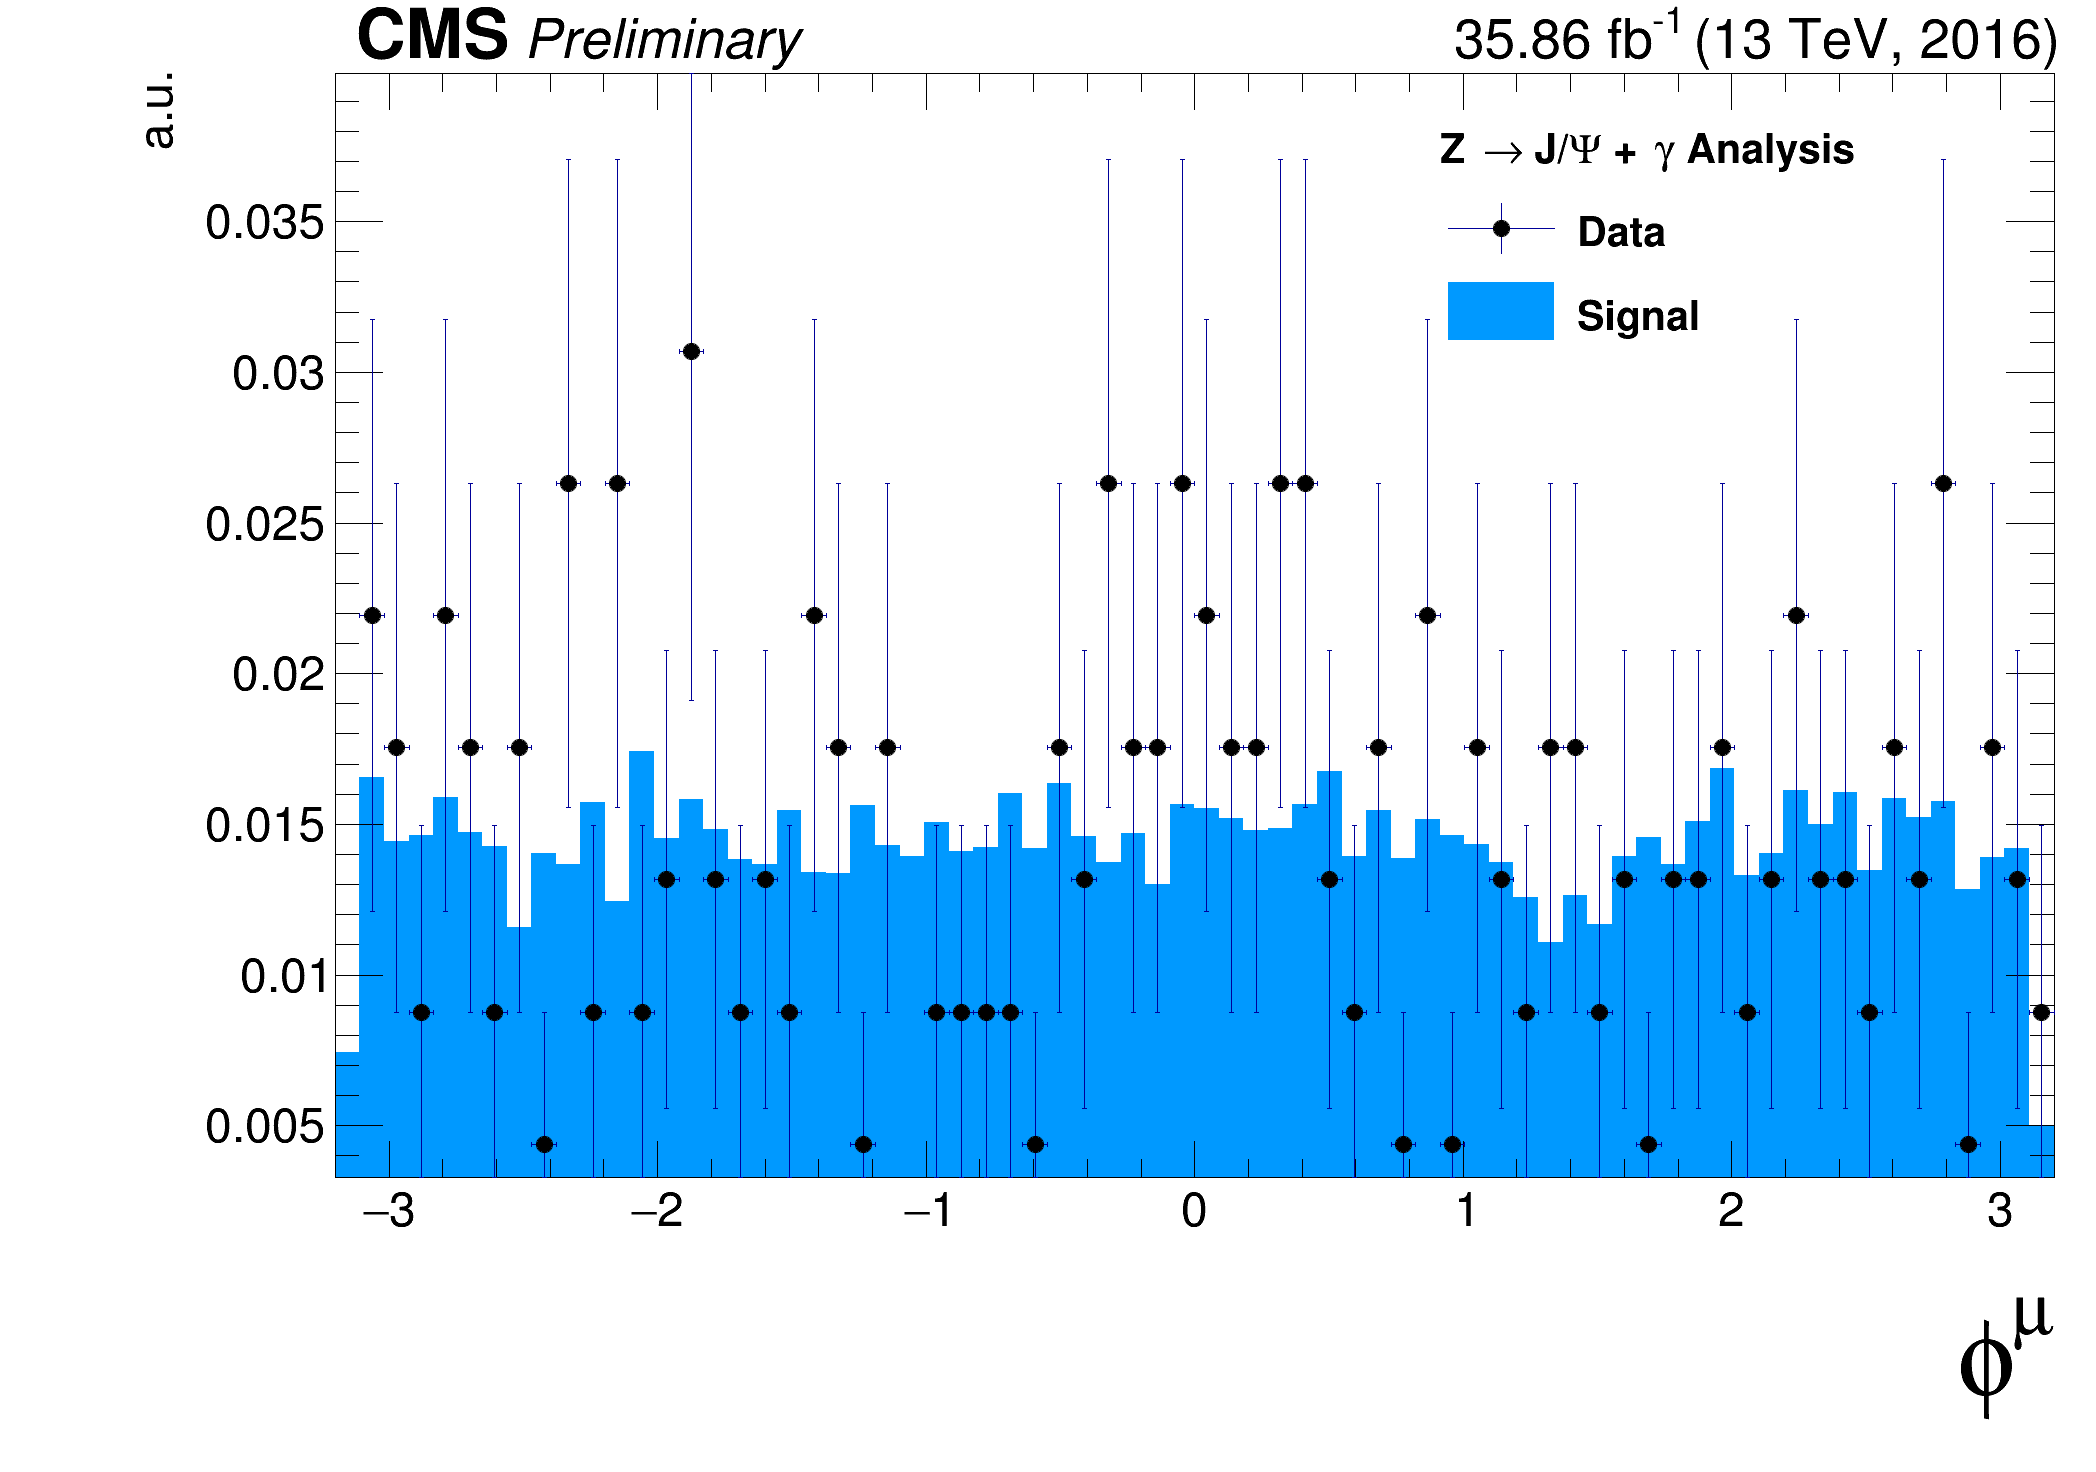 CMS Preliminary
35.86 fb⁻¹ (13 TeV, 2016)
a.u.
Z → J/Ψ + γ Analysis
Data
Signal
0.035
0.03
0.025
0.02
0.015
0.01
0.005
−3 −2 −1 0 1 2 3
ϕ^μ